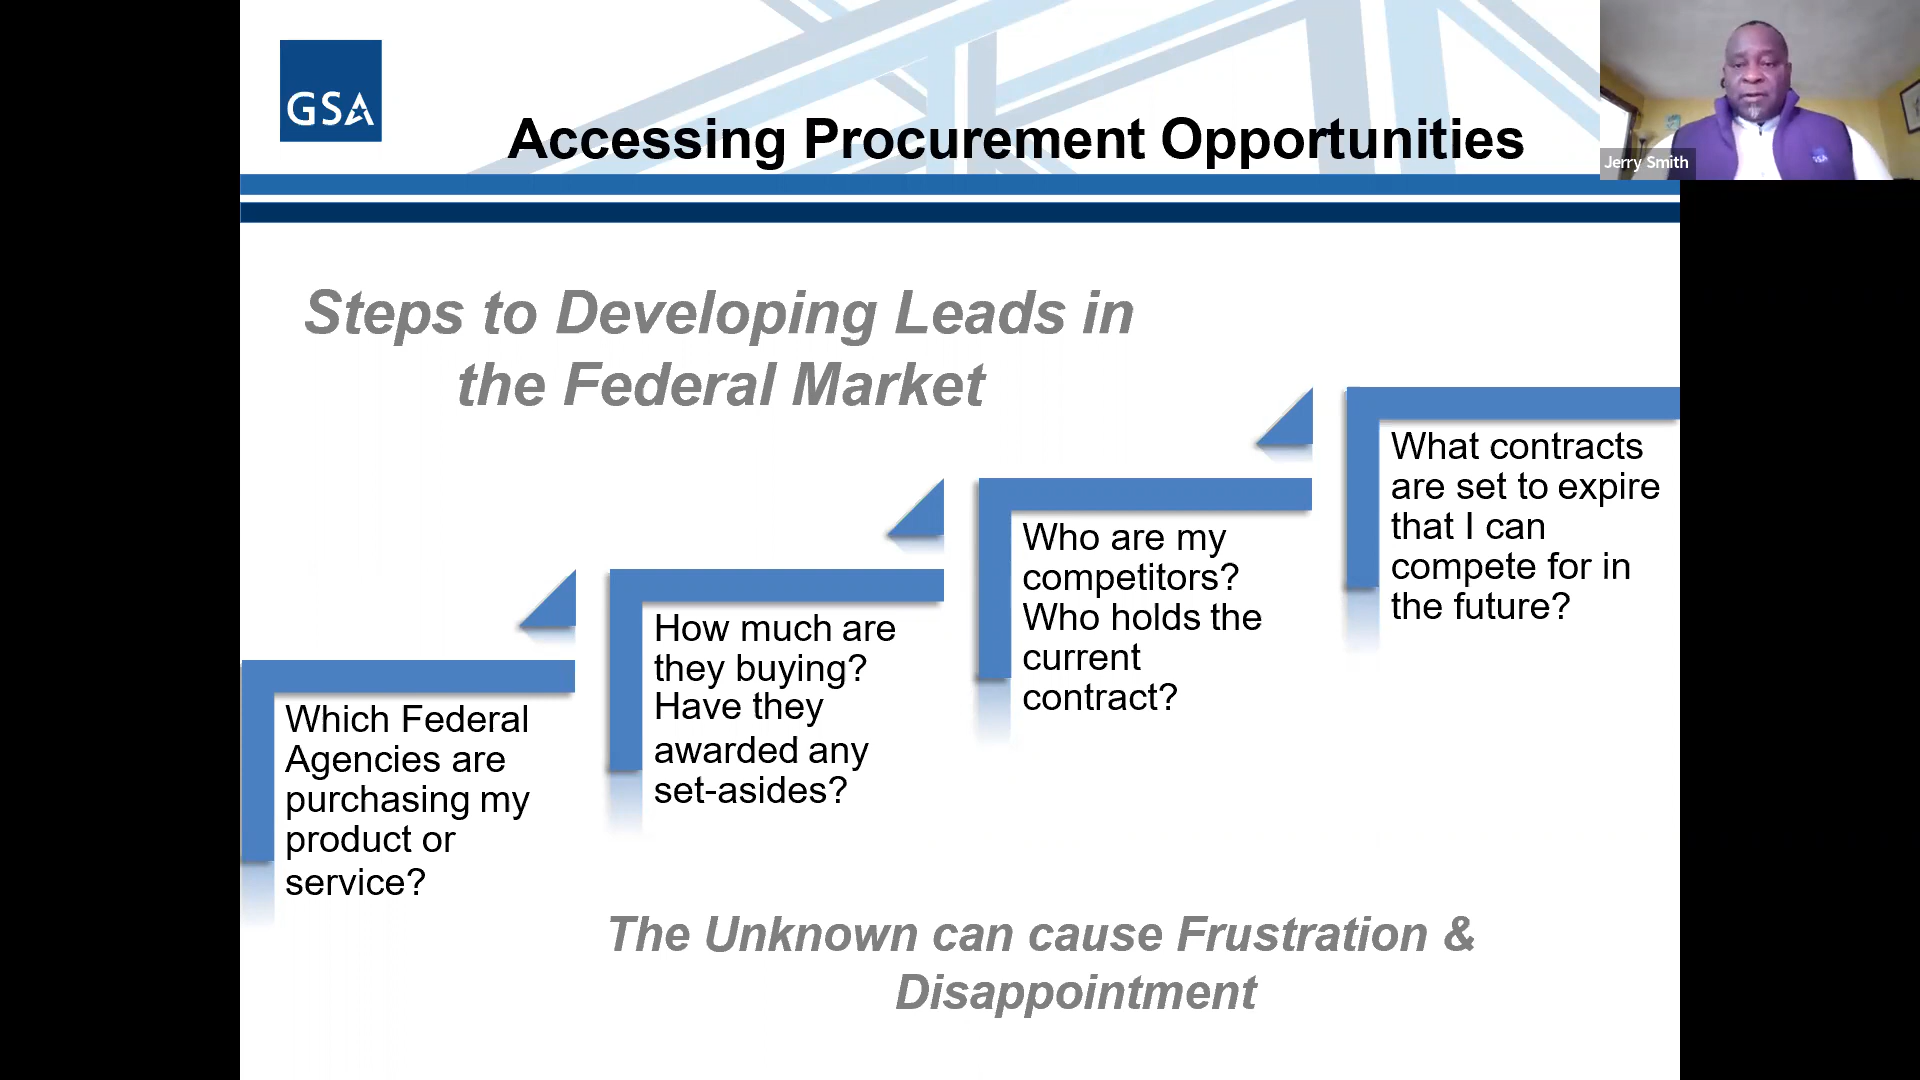 GSA
Accessing Procurement Opportunities
Jerry Smith
GSA
Steps to Developing Leads in
the Federal Market
Which Federal
Agencies are
purchasing my
product or
service?
How much are
they buying?
Have they
awarded any
set-asides?
Who are my
competitors?
Who holds the
current
contract?
What contracts
are set to expire
that I can
compete for in
the future?
The Unknown can cause Frustration &
Disappointment